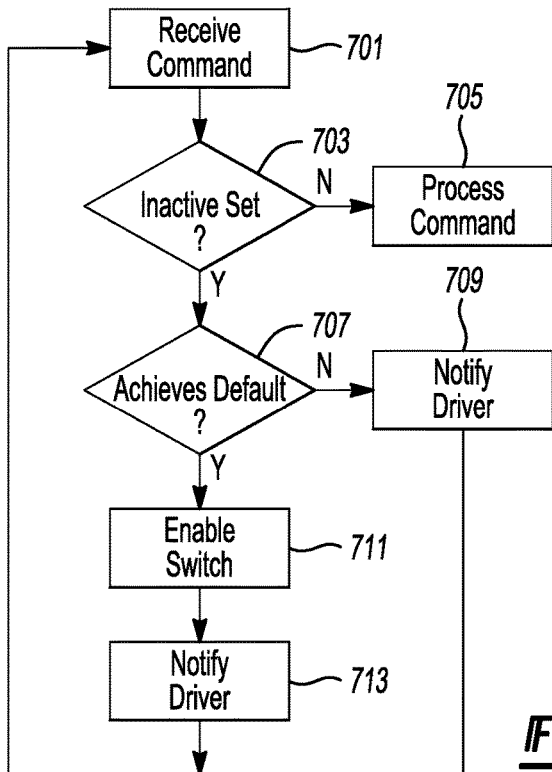 Receive
Command
701
703
705
Inactive Set
?
N
Process
Command
Y
707
709
Achieves Default
?
N
Notify
Driver
Y
Enable
Switch
711
Notify
Driver
713